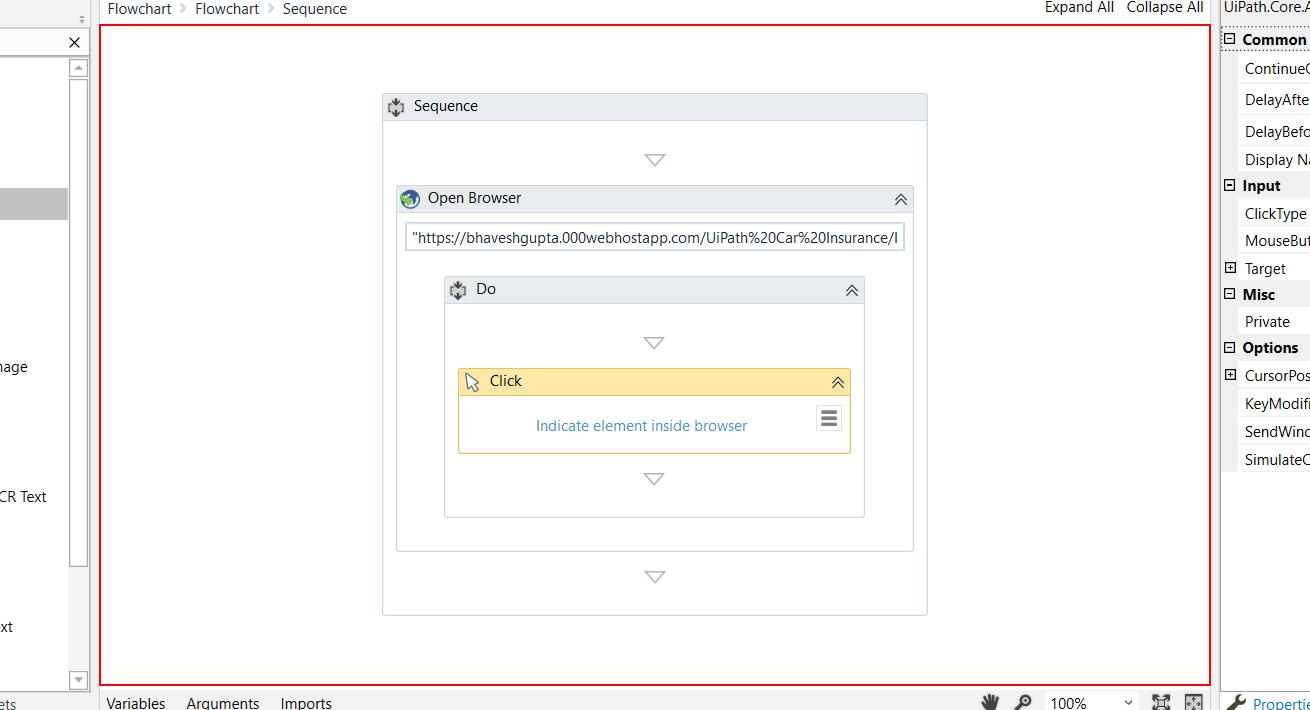 Flowchart Flowchart Sequence Expand All Collapse All
UiPath.Core.A
Sequence
Open Browser
"https://bhaveshgupta.000webhostapp.com/UiPath%20Car%20Insurance/I
Do
Click
Indicate element inside browser
nage
CR Text
xt
ets
Common
Continue
DelayAfte
DelayBefo
Display Na
Input
ClickType
MouseBut
Target
Misc
Private
Options
CursorPos
KeyModifi
SendWind
SimulateC
Variables Arguments Imports 100%
Propertie